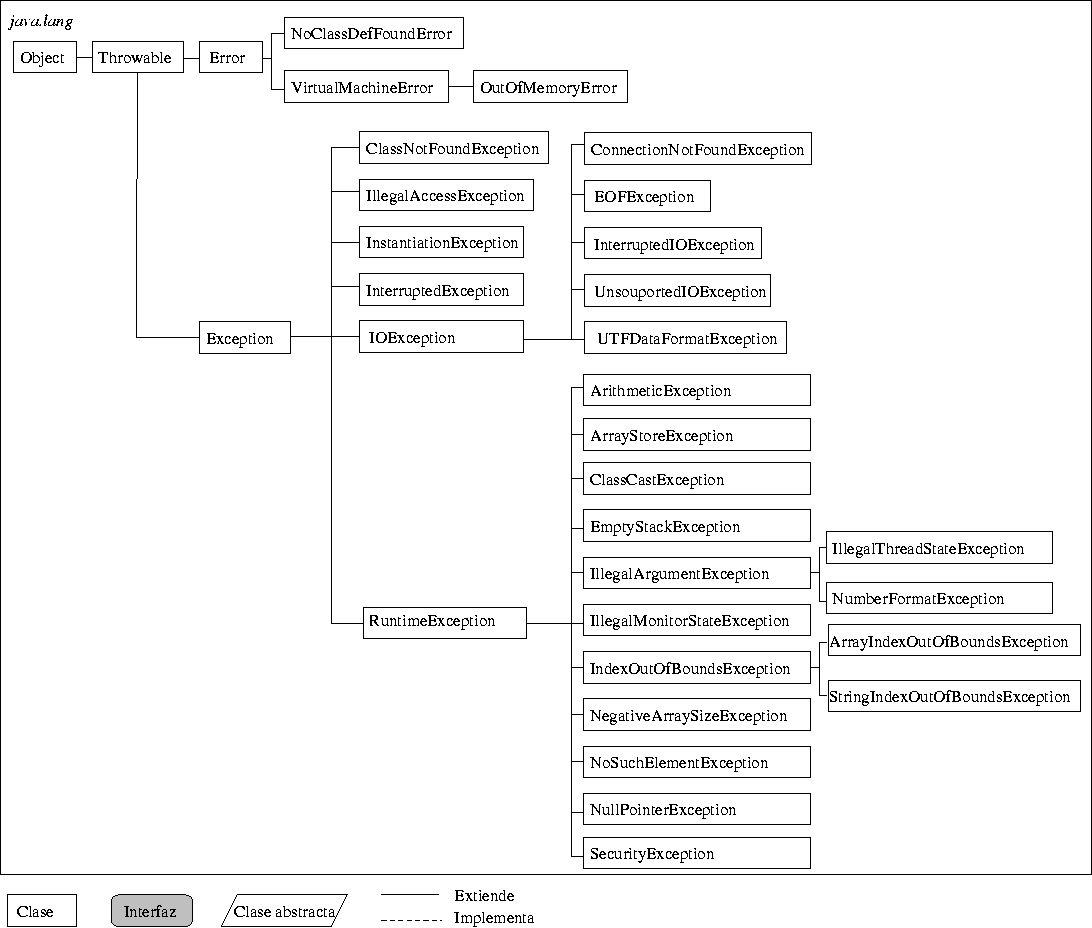 java.lang
Object
Throwable
Error
NoClassDefFoundError
VirtualMachineError
OutOfMemoryError
ClassNotFoundException
IllegalAccessException
InstantiationException
InterruptedException
Exception
IOException
ConnectionNotFoundException
EOFException
InterruptedIOException
UnsouportedIOException
UTFDataFormatException
RuntimeException
ArithmeticException
ArrayStoreException
ClassCastException
EmptyStackException
IllegalArgumentException
IllegalThreadStateException
NumberFormatException
IllegalMonitorStateException
IndexOutOfBoundsException
ArrayIndexOutOfBoundsException
StringIndexOutOfBoundsException
NegativeArraySizeException
NoSuchElementException
NullPointerException
SecurityException
Clase
Interfaz
Clase abstracta
Extiende
Implementa